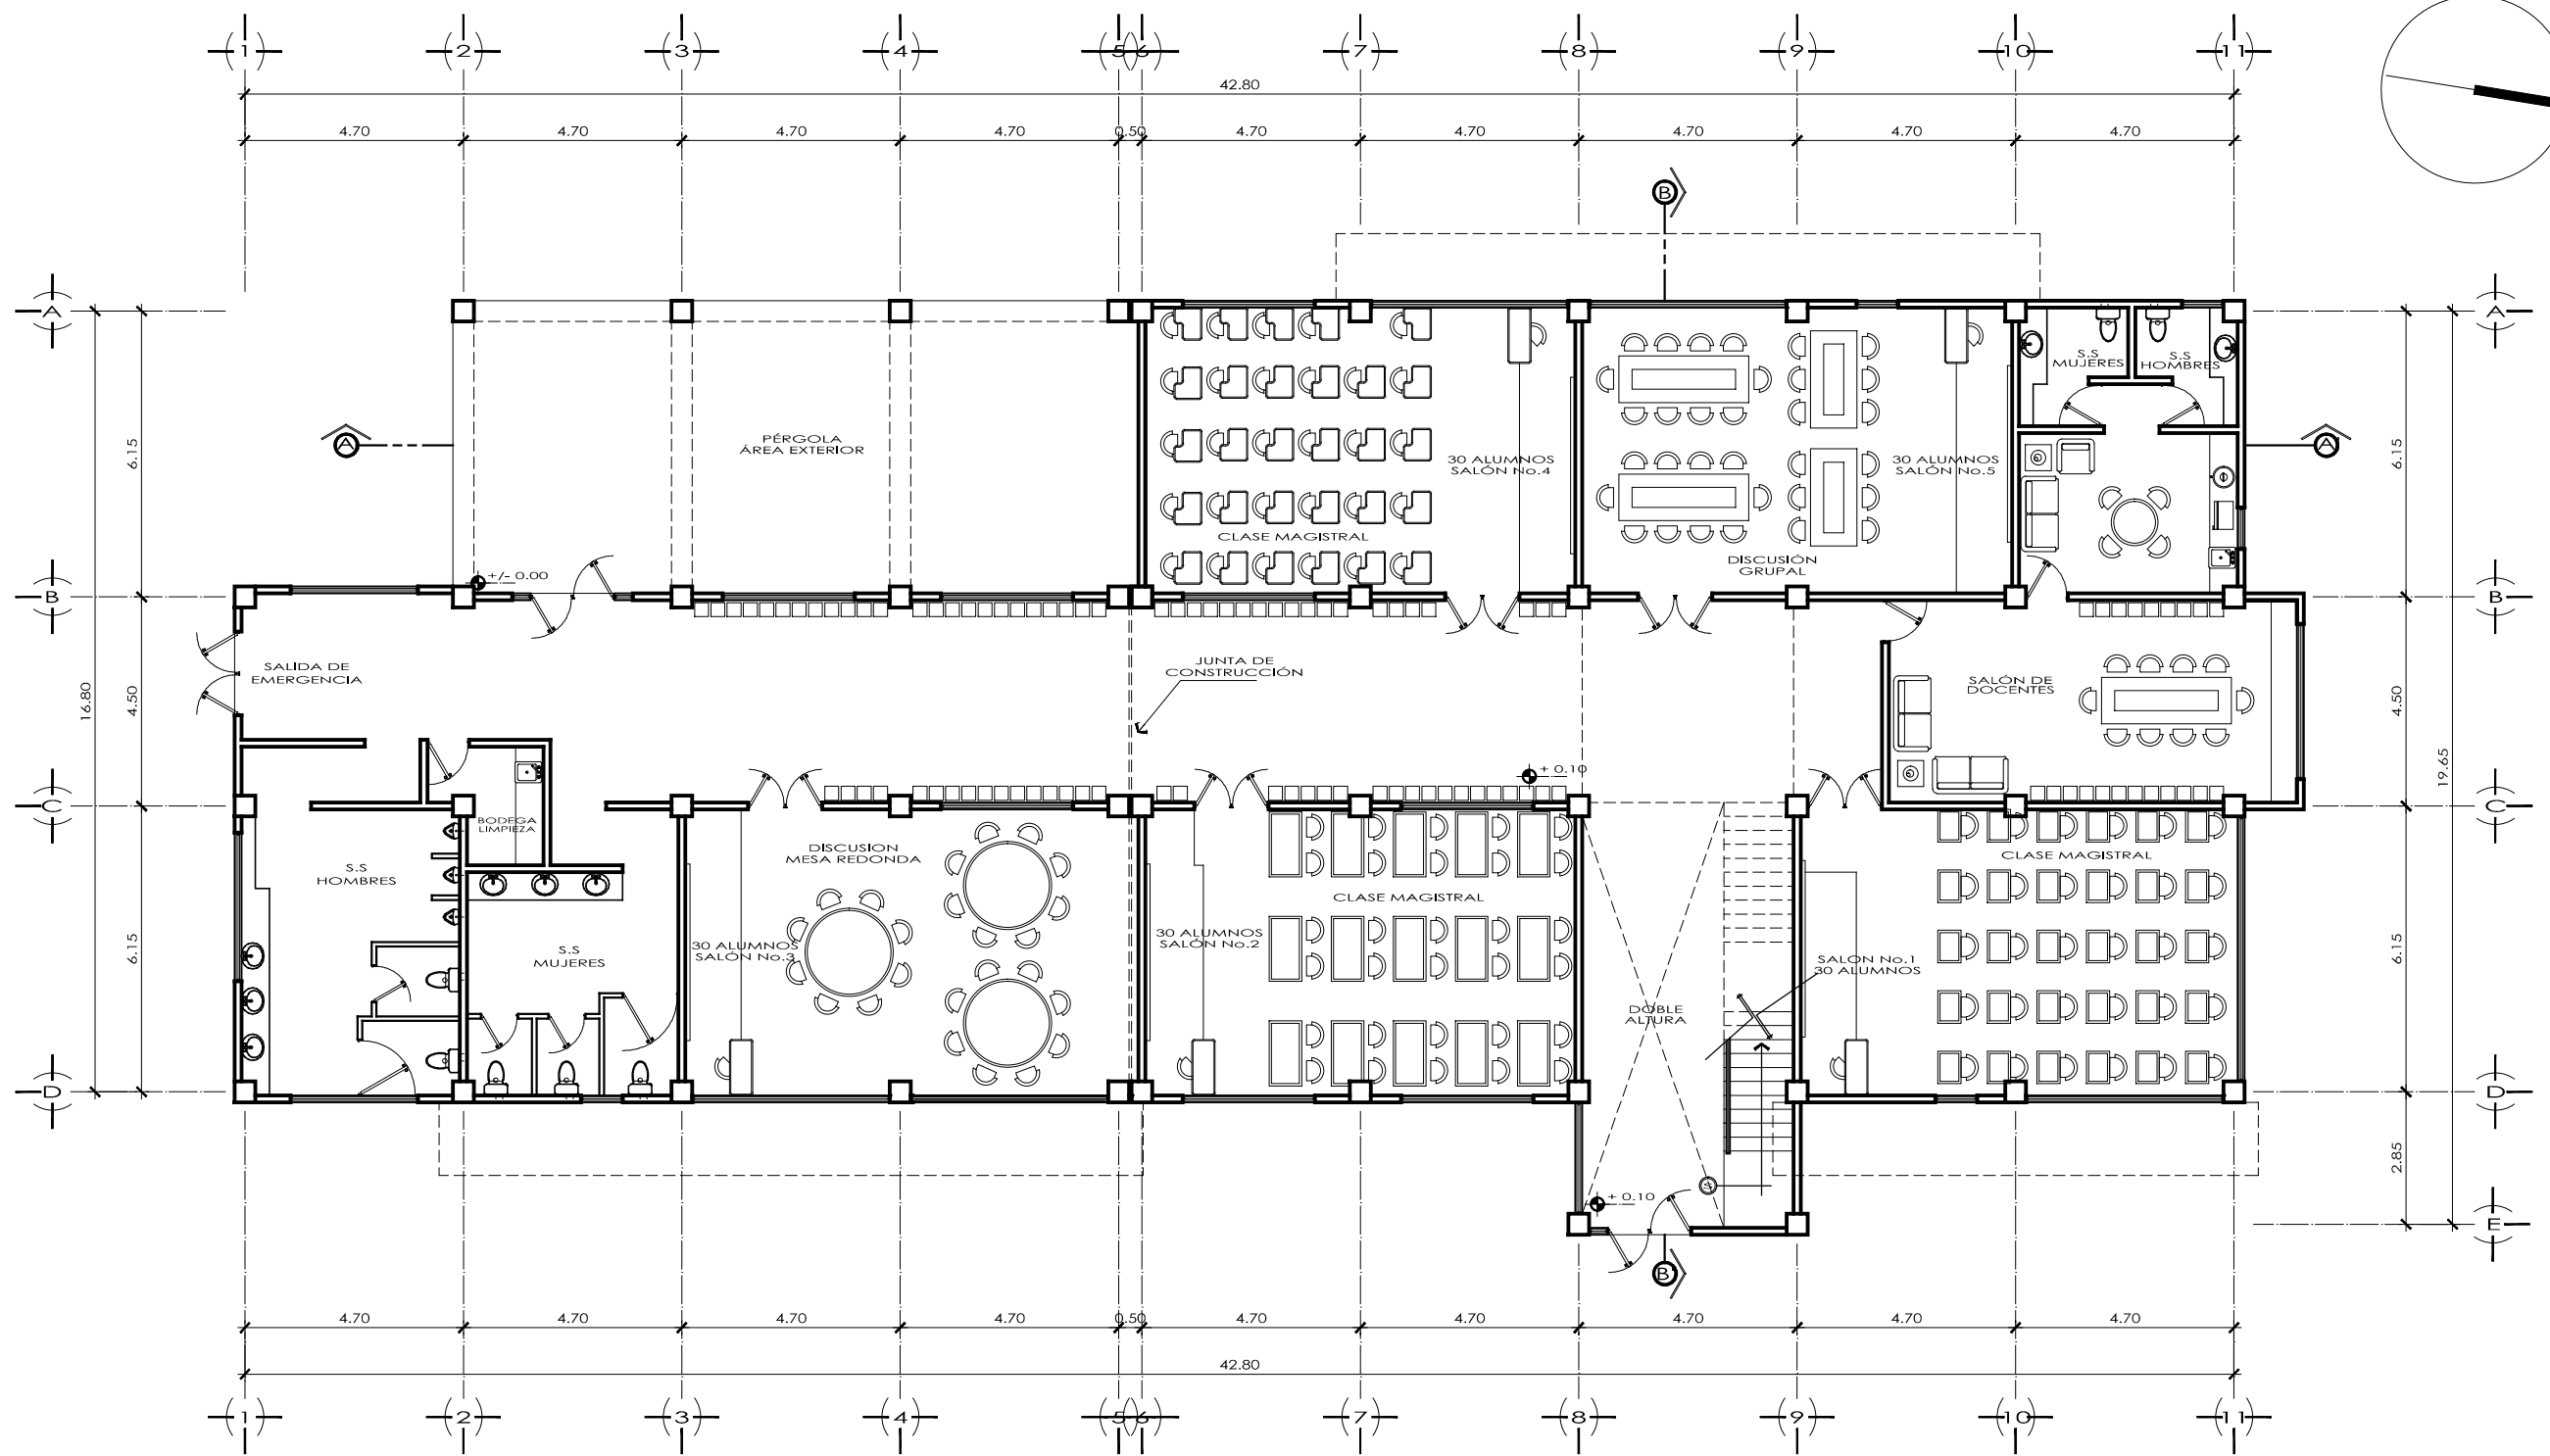 1 2 3 4 5 6 7 8 9 10 11
42.80
4.70 4.70 4.70 4.70 0.50 4.70 4.70 4.70 4.70 4.70
B
A A
S.S
MUJERES
S.S
HOMBRES
PÉRGOLA
ÁREA EXTERIOR
6.15
A
30 ALUMNOS
SALÓN No.4
30 ALUMNOS
SALÓN No.5
A'
6.15
CLASE MAGISTRAL
DISCUSIÓN
GRUPAL
+/- 0.00
B B
SALIDA DE
EMERGENCIA
JUNTA DE
CONSTRUCCIÓN
SALÓN DE
DOCENTES
16.80
4.50
4.50
19.65
+ 0.10
C C
BODEGA
LIMPIEZA
S.S
HOMBRES
DISCUSION
MESA REDONDA
CLASE MAGISTRAL
CLASE MAGISTRAL
6.15
S.S
MUJERES
30 ALUMNOS
SALÓN No.3
30 ALUMNOS
SALÓN No.2
SALON No.1
30 ALUMNOS
6.15
DOBLE
ALTURA
D D
2.85
+ 0.10
E
B'
4.70 4.70 4.70 4.70 0.50 4.70 4.70 4.70 4.70 4.70
42.80
1 2 3 4 5 6 7 8 9 10 11